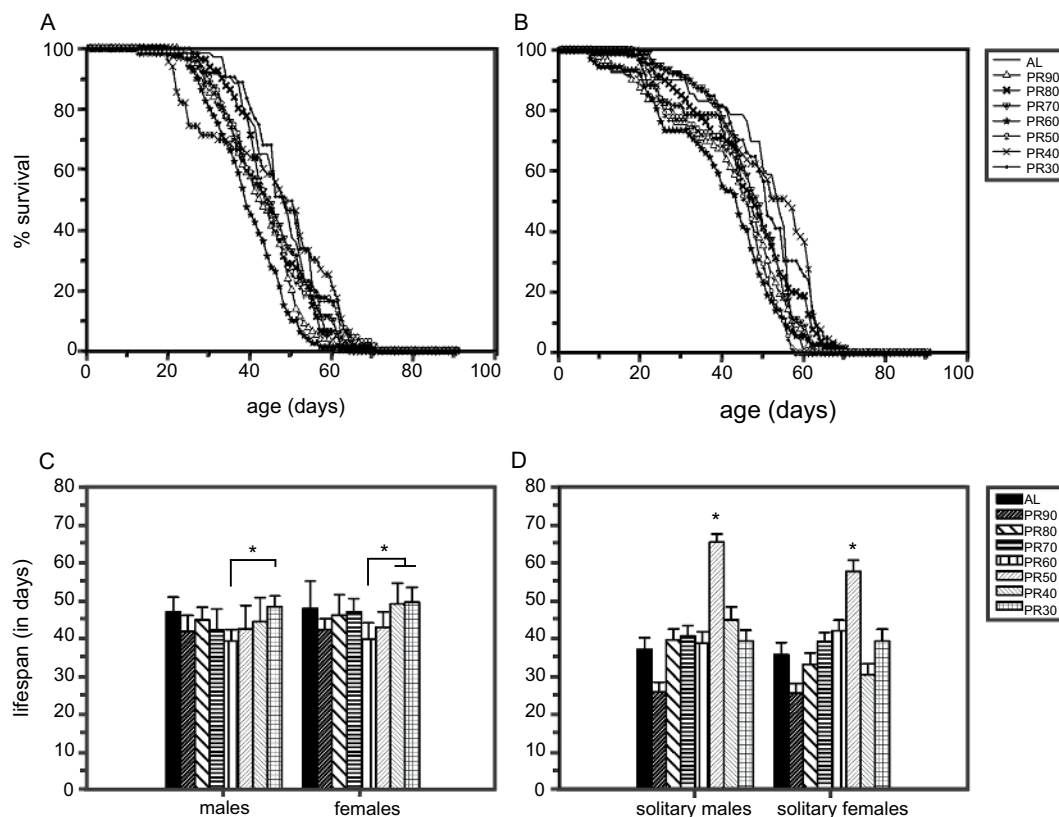 A
B
100
80
60
40
20
0
% survival
0 20 40 60 80 100
age (days)
100
80
60
40
20
0
0 20 40 60 80 100
age (days)
AL
PR90
PR80
PR70
PR60
PR50
PR40
PR30
C
D
80
70
60
50
40
30
20
10
0
lifespan (in days)
*
*
males females
80
70
60
50
40
30
20
10
0
*
*
solitary males solitary females
AL
PR90
PR80
PR70
PR60
PR50
PR40
PR30